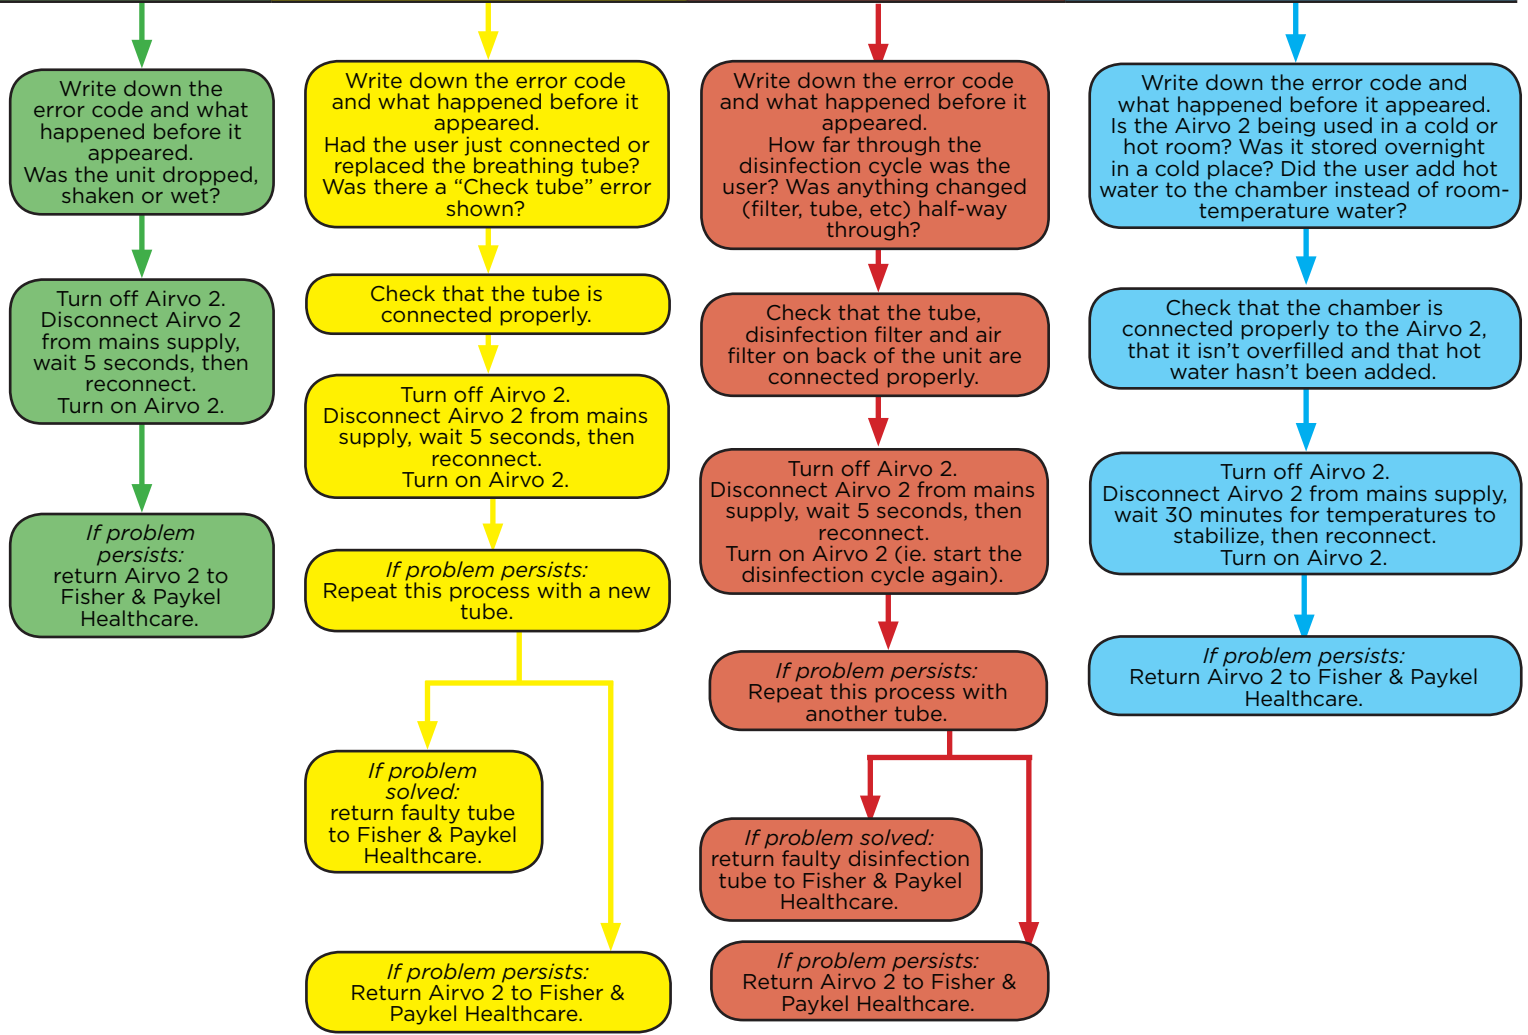 Write down the
error code and what
happened before it
appeared.
Was the unit dropped,
shaken or wet?
Turn off Airvo 2.
Disconnect Airvo 2
from mains supply,
wait 5 seconds, then
reconnect.
Turn on Airvo 2.
If problem
persists:
return Airvo 2 to
Fisher & Paykel
Healthcare.
Write down the error code
and what happened before it
appeared.
Had the user just connected or
replaced the breathing tube?
Was there a “Check tube” error
shown?
Check that the tube is
connected properly.
Turn off Airvo 2.
Disconnect Airvo 2 from mains
supply, wait 5 seconds, then
reconnect.
Turn on Airvo 2.
If problem persists:
Repeat this process with a new
tube.
If problem
solved:
return faulty tube
to Fisher & Paykel
Healthcare.
If problem persists:
Return Airvo 2 to Fisher &
Paykel Healthcare.
Write down the error code
and what happened before it
appeared.
How far through the
disinfection cycle was the
user? Was anything changed
(filter, tube, etc) half-way
through?
Check that the tube,
disinfection filter and air
filter on back of the unit are
connected properly.
Turn off Airvo 2.
Disconnect Airvo 2 from mains
supply, wait 5 seconds, then
reconnect.
Turn on Airvo 2 (ie. start the
disinfection cycle again).
If problem persists:
Repeat this process with
another tube.
If problem solved:
return faulty disinfection
tube to Fisher & Paykel
Healthcare.
If problem persists:
Return Airvo 2 to Fisher &
Paykel Healthcare.
Write down the error code and
what happened before it appeared.
Is the Airvo 2 being used in a cold or
hot room? Was it stored overnight
in a cold place? Did the user add hot
water to the chamber instead of room-
temperature water?
Check that the chamber is
connected properly to the Airvo 2,
that it isn’t overfilled and that hot
water hasn’t been added.
Turn off Airvo 2.
Disconnect Airvo 2 from mains supply,
wait 30 minutes for temperatures to
stabilize, then reconnect.
Turn on Airvo 2.
If problem persists:
Return Airvo 2 to Fisher & Paykel
Healthcare.